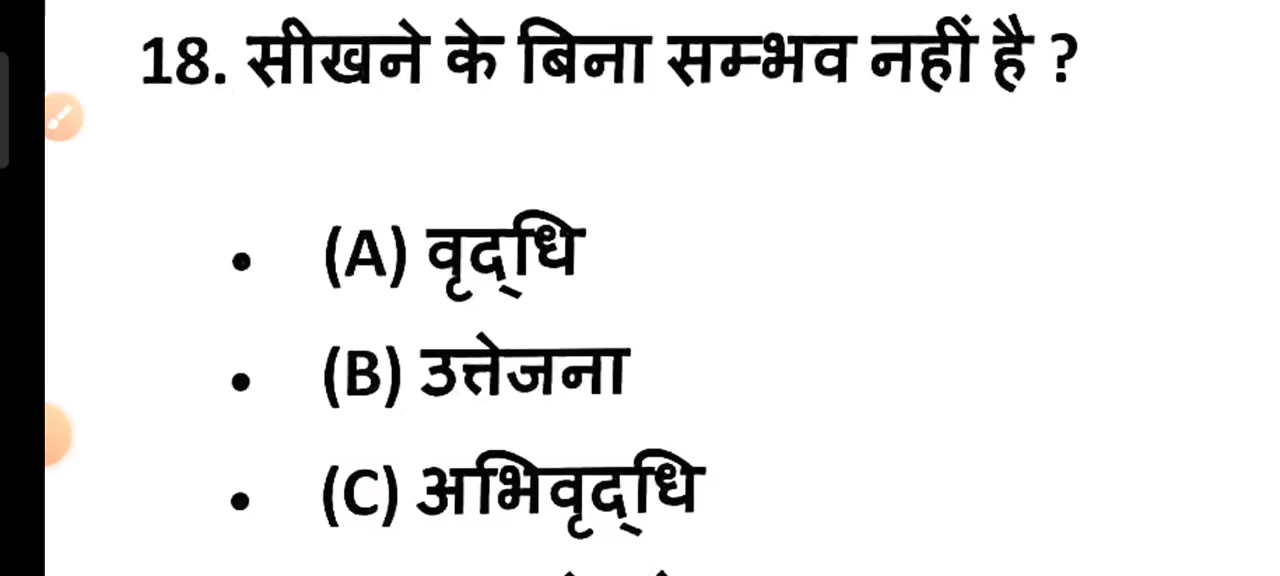 18. सीखने के बिना सम्भव नहीं है ?
• (A) वृद्‌धि
• (B) उत्तेजना
• (C) अभिवृद्‌धि